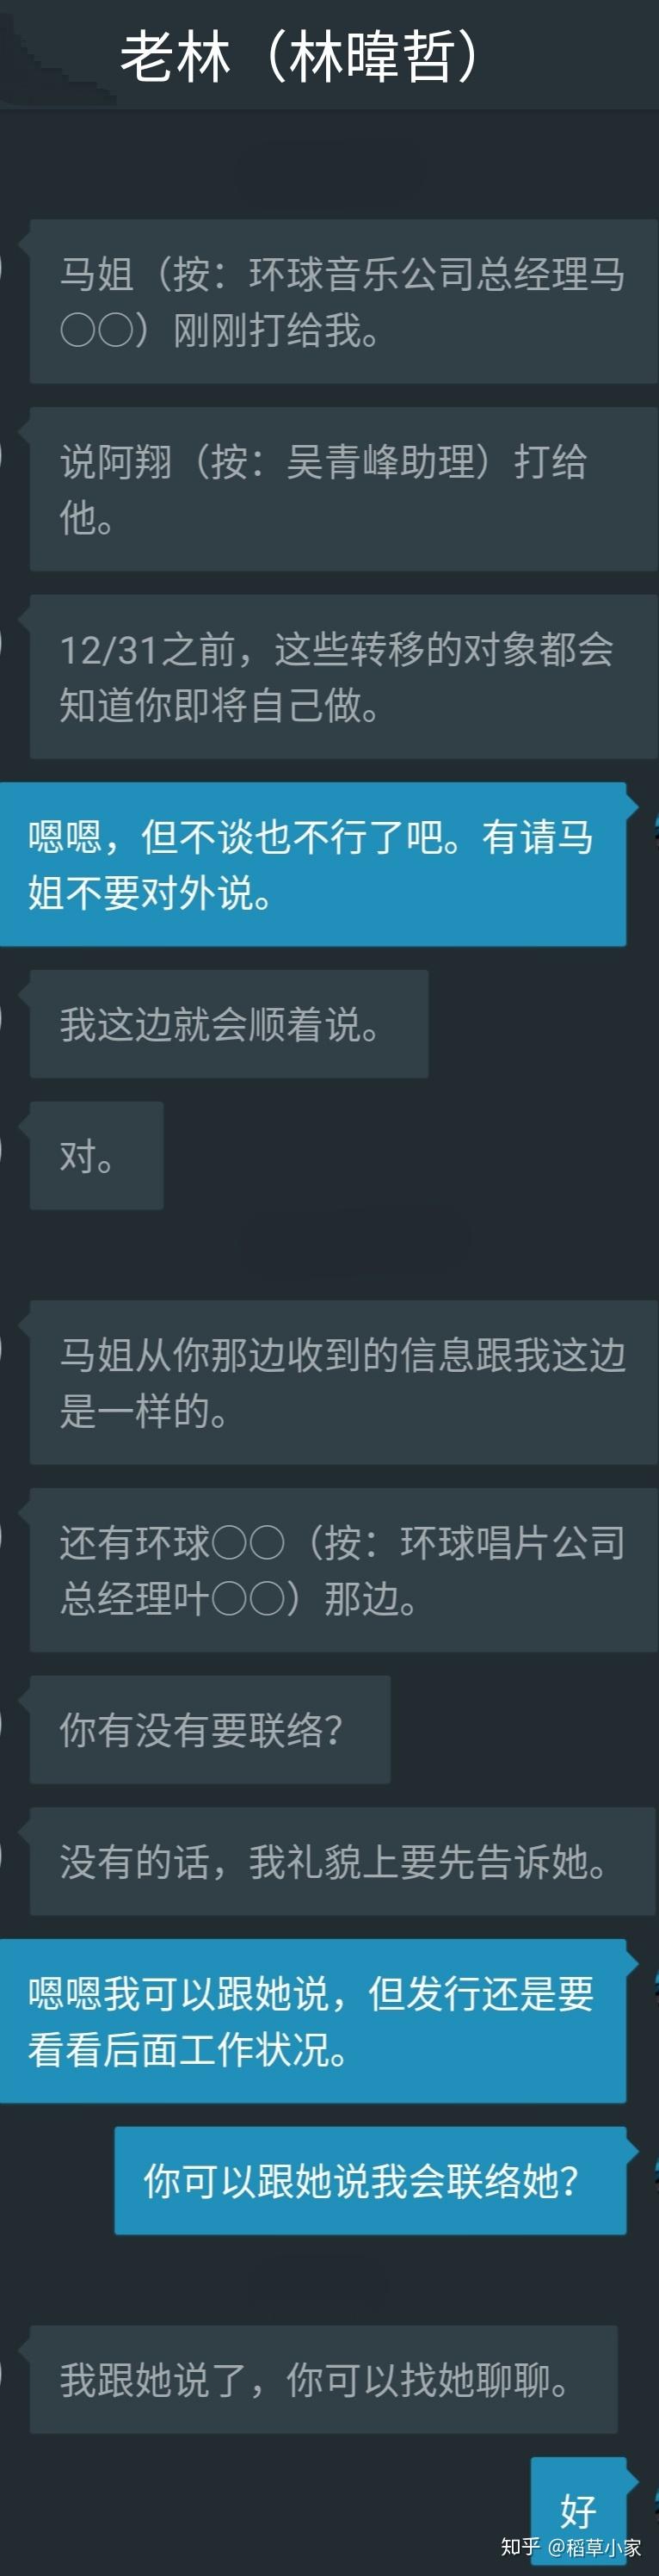 老林（林暐哲）
马姐（按：环球音乐公司总经理马
○○）刚刚打给我。
说阿翔（按：吴青峰助理）打给
他。
12/31之前，这些转移的对象都会
知道你即将自己做。
嗯嗯，但不谈也不行了吧。有请马
姐不要对外说。
我这边就会顺着说。
对。
马姐从你那边收到的信息跟我这边
是一样的。
还有环球○○（按：环球唱片公司
总经理叶○○）那边。
你有没有要联络？
没有的话，我礼貌上要先告诉她。
嗯嗯我可以跟她说，但发行还是要
看看后面工作状况。
你可以跟她说我会联络她？
我跟她说了，你可以找她聊聊。
好
知乎 @稻草小家